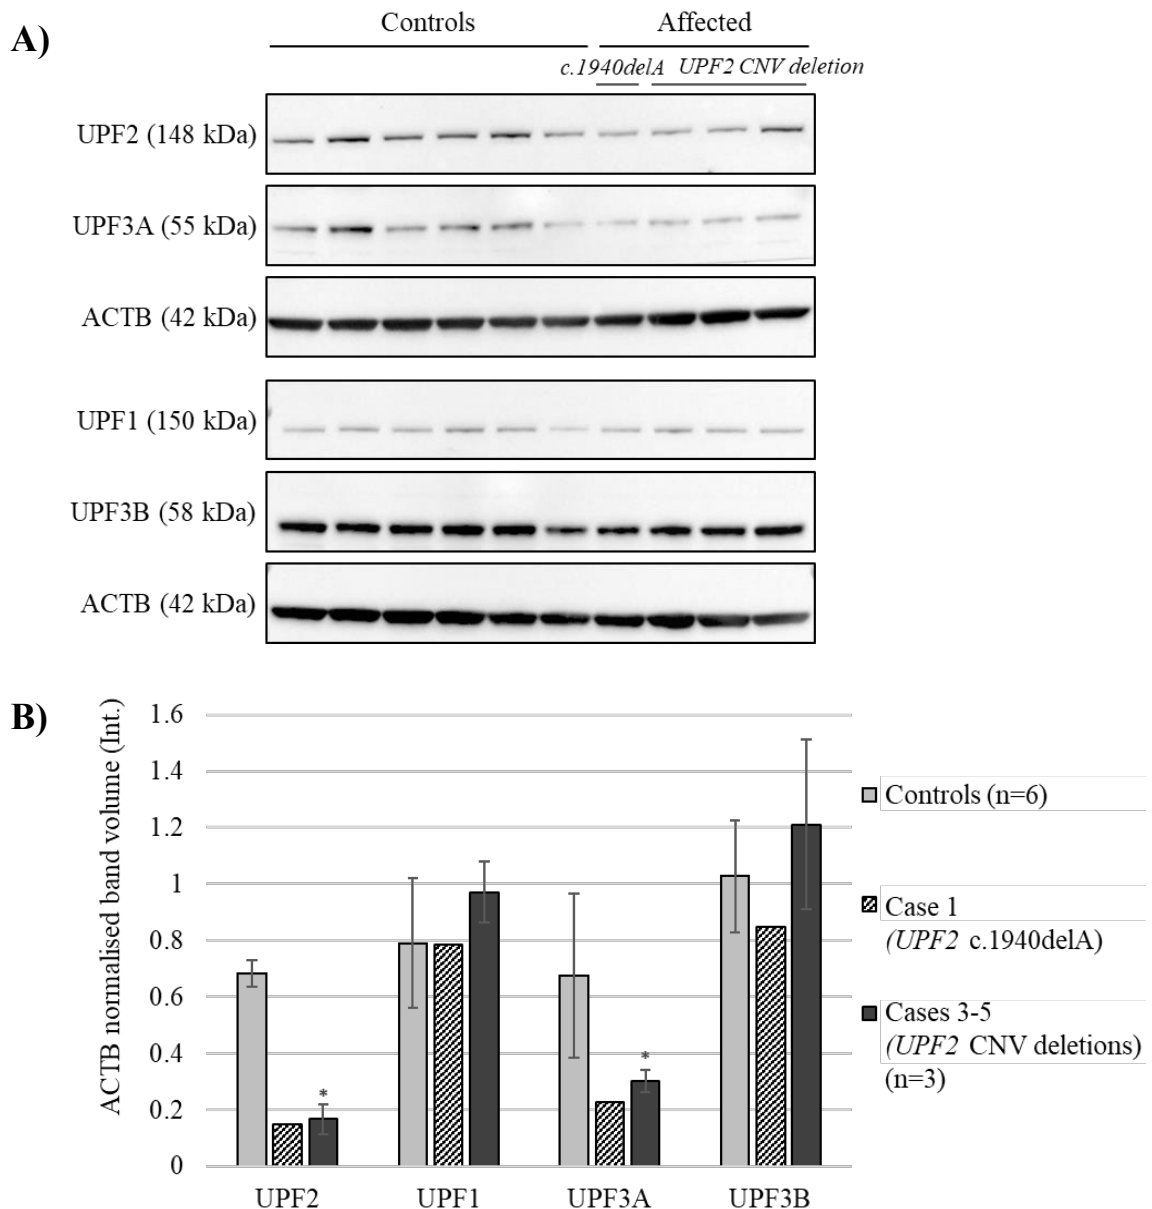 A)
Controls
Affected
c.1940delA UPF2 CNV deletion
UPF2 (148 kDa)
UPF3A (55 kDa)
ACTB (42 kDa)
UPF1 (150 kDa)
UPF3B (58 kDa)
ACTB (42 kDa)
B)
ACTB normalised band volume (Int.)
1.6
1.4
1.2
1
0.8
0.6
0.4
0.2
0
*
*
UPF2
UPF1
UPF3A
UPF3B
Controls (n=6)
Case 1
(UPF2 c.1940delA)
Cases 3-5
(UPF2 CNV deletions)
(n=3)